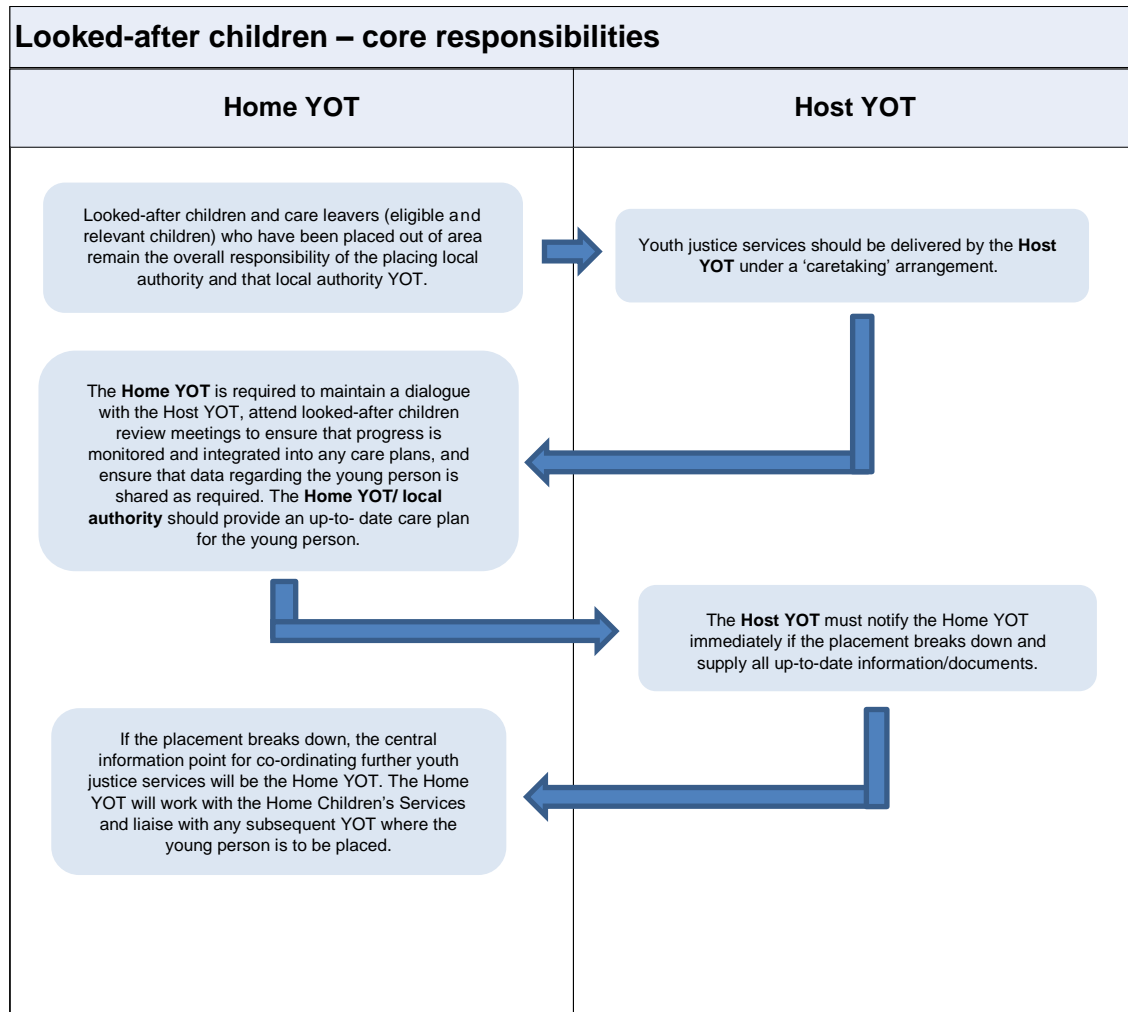 Looked-after children – core responsibilities
Home YOT
Host YOT
Looked-after children and care leavers (eligible and
relevant children) who have been placed out of area
remain the overall responsibility of the placing local
authority and that local authority YOT.
Youth justice services should be delivered by the Host
YOT under a ‘caretaking’ arrangement.
The Home YOT is required to maintain a dialogue
with the Host YOT, attend looked-after children
review meetings to ensure that progress is
monitored and integrated into any care plans, and
ensure that data regarding the young person is
shared as required. The Home YOT/ local
authority should provide an up-to- date care plan
for the young person.
The Host YOT must notify the Home YOT
immediately if the placement breaks down and
supply all up-to-date information/documents.
If the placement breaks down, the central
information point for co-ordinating further youth
justice services will be the Home YOT. The Home
YOT will work with the Home Children’s Services
and liaise with any subsequent YOT where the
young person is to be placed.